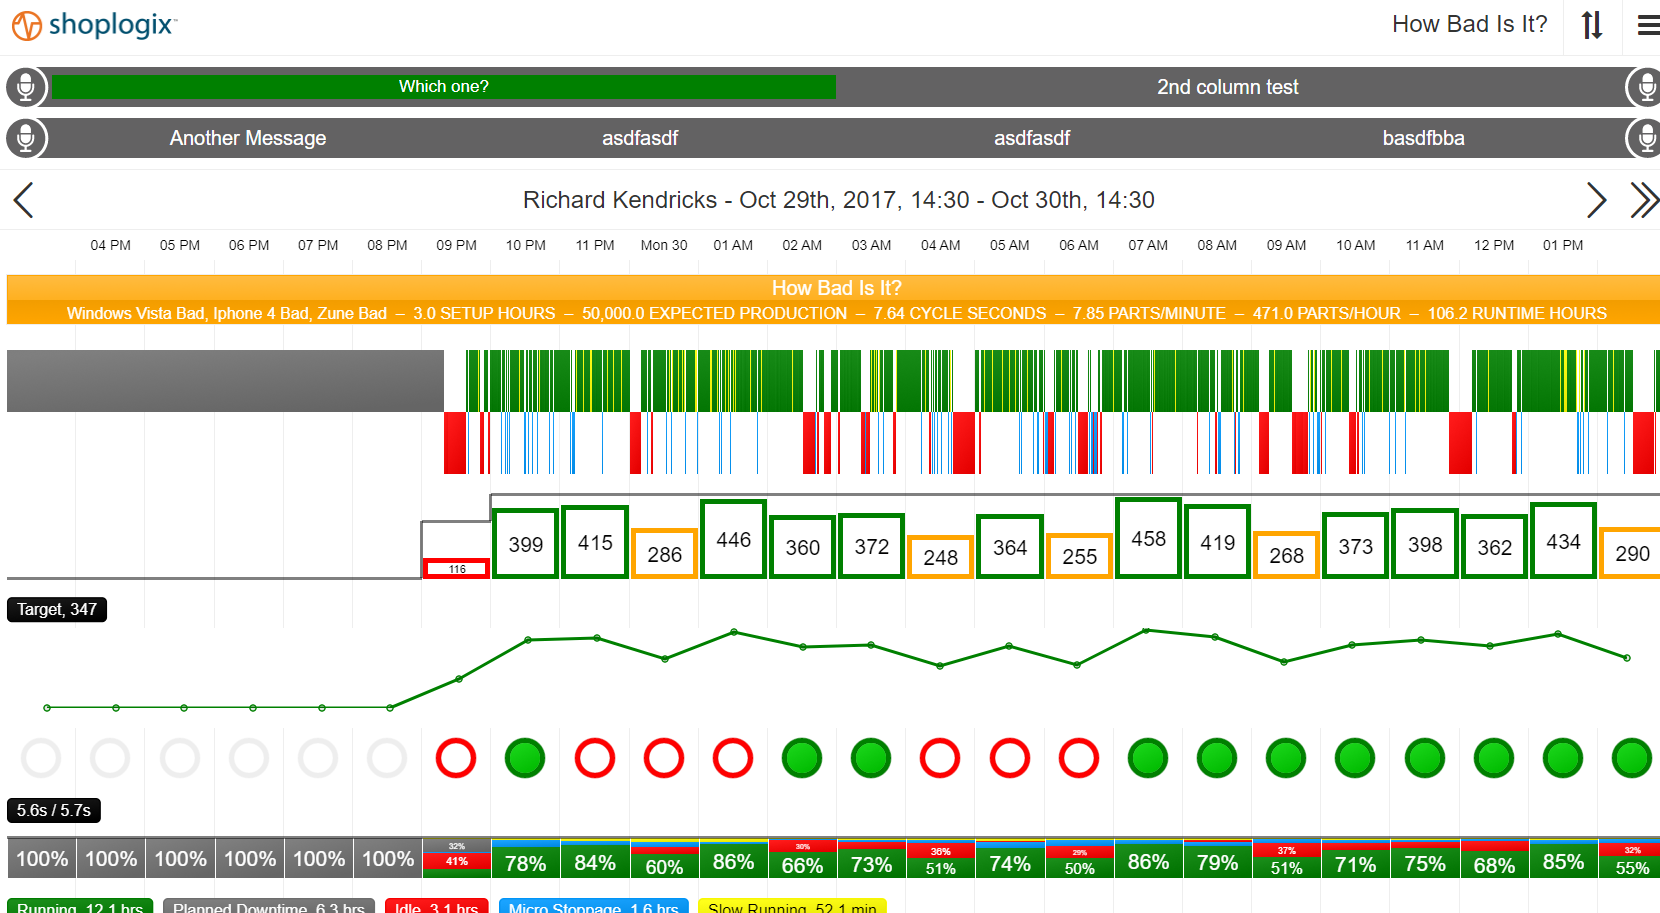 shoplogix™
How Bad Is It?
Which one?
2nd column test
Another Message asdfasdf asdfasdf basdfbba
Richard Kendricks - Oct 29th, 2017, 14:30 - Oct 30th, 14:30
04 PM 05 PM 06 PM 07 PM 08 PM 09 PM 10 PM 11 PM Mon 30 01 AM 02 AM 03 AM 04 AM 05 AM 06 AM 07 AM 08 AM 09 AM 10 AM 11 AM 12 PM 01 PM
How Bad Is It?
Windows Vista Bad, Iphone 4 Bad, Zune Bad – 3.0 SETUP HOURS – 50,000.0 EXPECTED PRODUCTION – 7.64 CYCLE SECONDS – 7.85 PARTS/MINUTE – 471.0 PARTS/HOUR – 106.2 RUNTIME HOURS
116 399 415 286 446 360 372 248 364 255 458 419 268 373 398 362 434 290
Target, 347
5.6s / 5.7s
32% 30% 36% 29% 37% 32%
100% 100% 100% 100% 100% 100% 41% 78% 84% 60% 86% 66% 73% 51% 74% 50% 86% 79% 51% 71% 75% 68% 85% 55%
Running, 12.1 hrs Planned Downtime, 6.3 hrs Idle, 3.1 hrs Micro Stoppage, 1.6 hrs Slow Running, 52.1 min